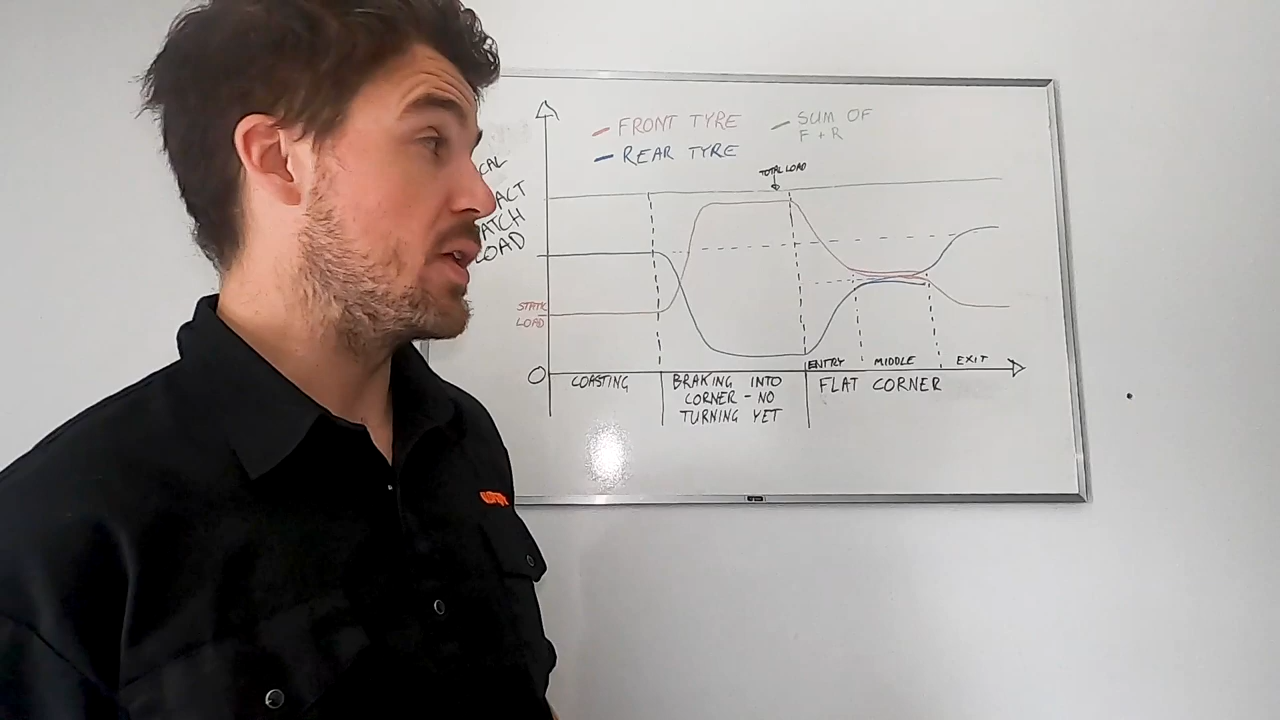 FRONT TYRE
REAR TYRE
SUM OF
F + R
TOTAL LOAD
LOAD
STATIC
LOAD
O
ENTRY
MIDDLE
EXIT
COASTING
BRAKING INTO
CORNER - NO
TURNING YET
FLAT CORNER